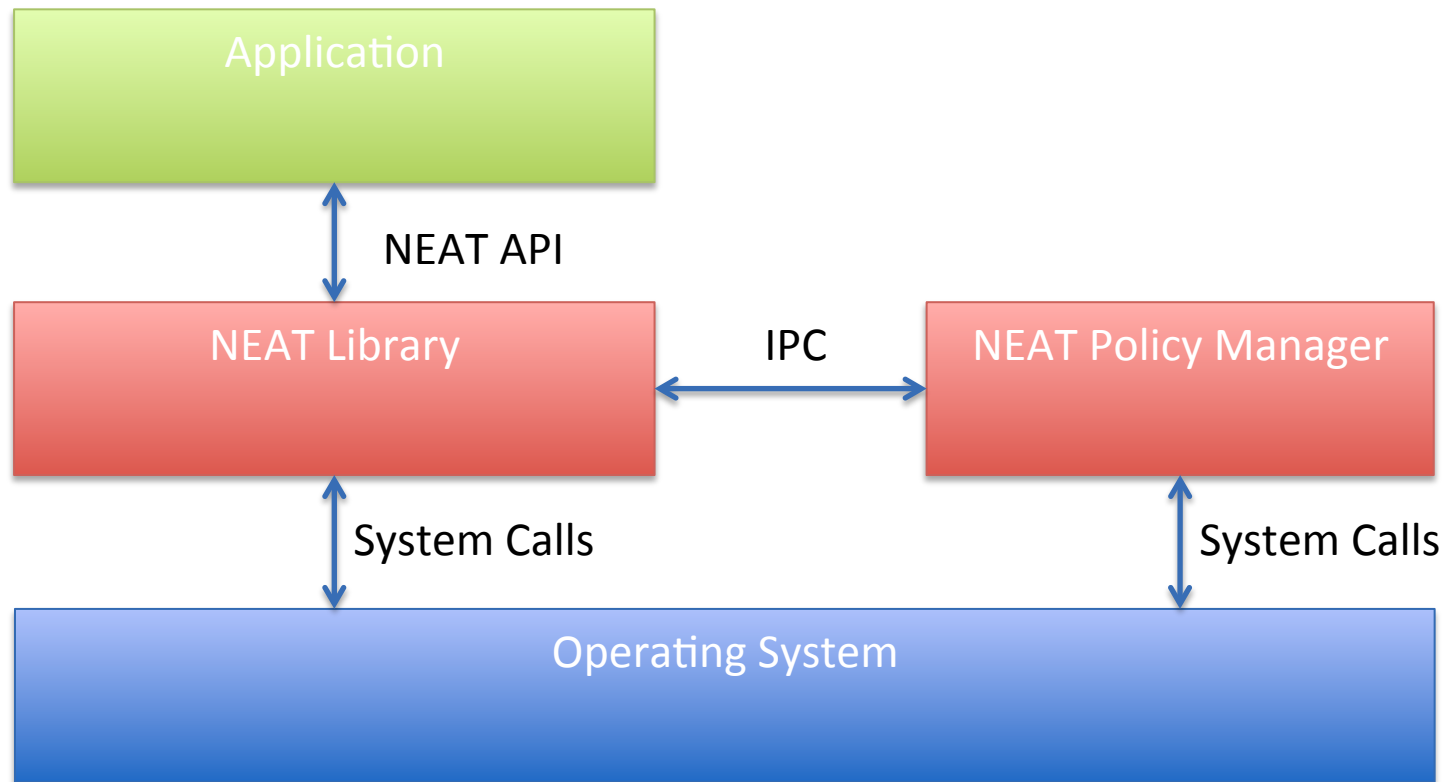 Application
NEAT API
NEAT Library
IPC
NEAT Policy Manager
System Calls
System Calls
Operating System